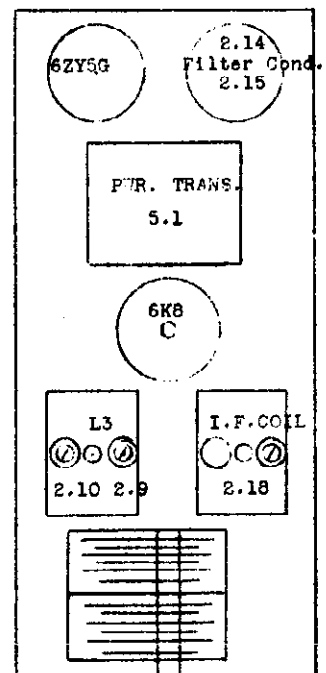 6ZY5G
2.14
Filter Cond.
2.15
PWR. TRANS.
5.1
6K8
C
L3
2.10 2.9
I.F.COIL
2.18